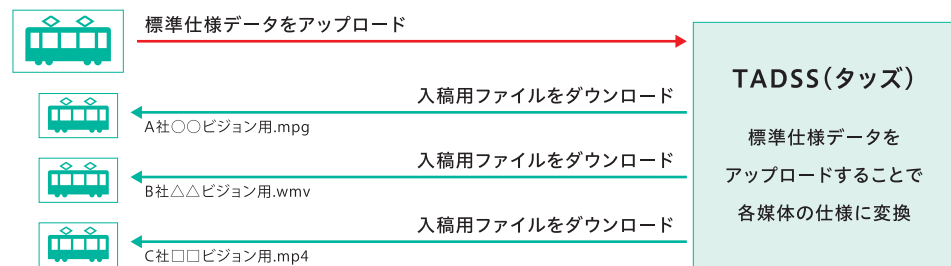 標準仕様データをアップロード
入稿用ファイルをダウンロード
A社○○ビジョン用.mpg
入稿用ファイルをダウンロード
B社△△ビジョン用.wmv
入稿用ファイルをダウンロード
C社□□ビジョン用.mp4
TADSS（タッズ）
標準仕様データを
アップロードすることで
各媒体の仕様に変換